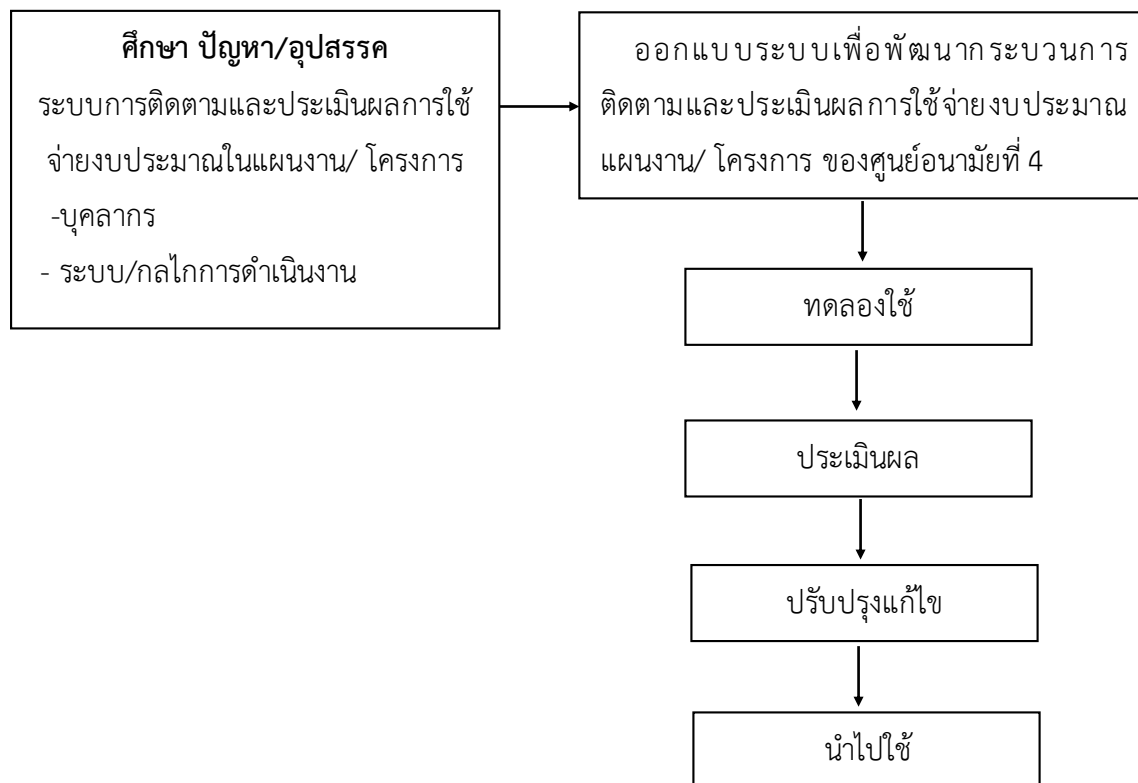 ศึกษา ปัญหา/อุปสรรค
ระบบการติดตามและประเมินผลการใช้
จ่ายงบประมาณในแผนงาน/ โครงการ
-บุคลากร
- ระบบ/กลไกการดำเนินงาน
ออกแบบระบบเพื่อพัฒนากระบวนการ
ติดตามและประเมินผลการใช้จ่ายงบประมาณ
แผนงาน/ โครงการ ของศูนย์อนามัยที่ 4
ทดลองใช้
ประเมินผล
ปรับปรุงแก้ไข
นำไปใช้